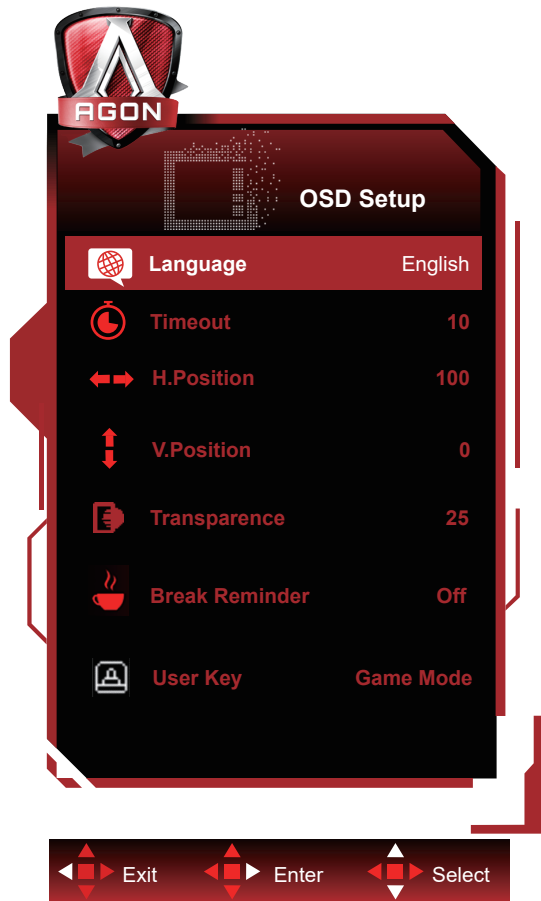 AGON
OSD Setup
Language English
Timeout 10
H.Position 100
V.Position 0
Transparence 25
Break Reminder Off
User Key Game Mode
Exit Enter Select